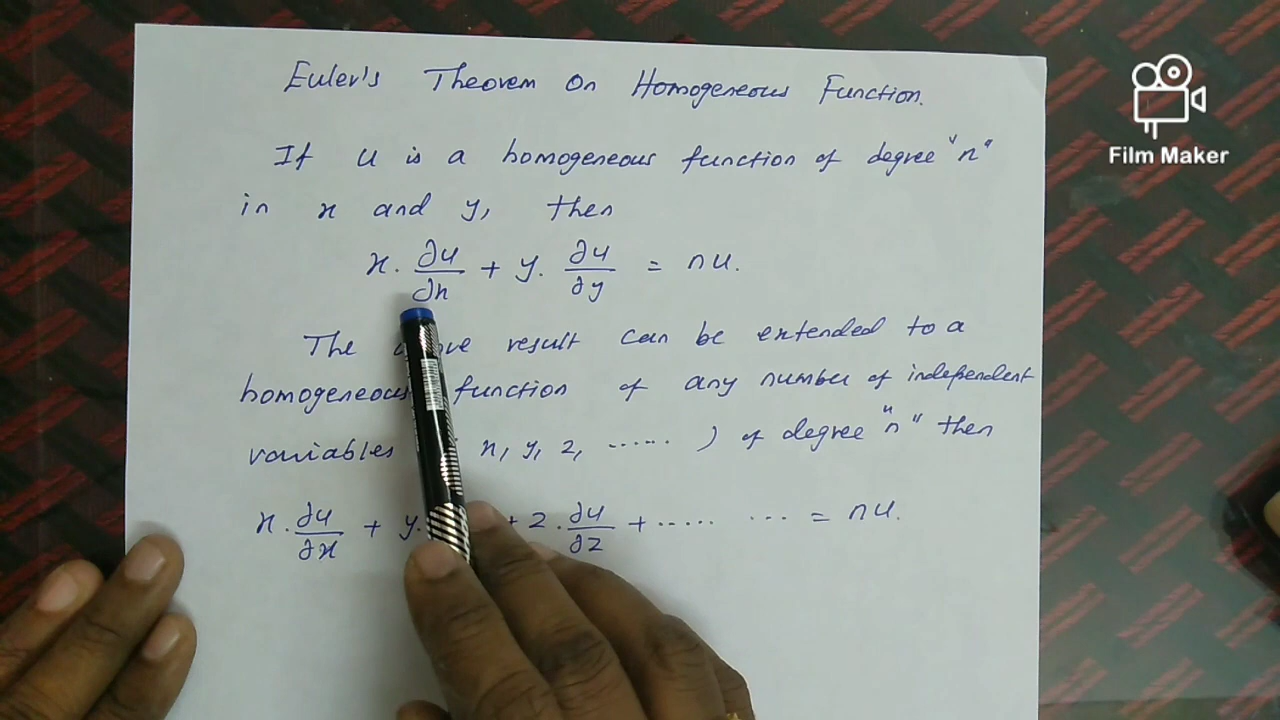 Euler's Theorem On Homogeneous Function.
If u is a homogeneous function of degree "n"
in x and y, then
x. ∂u/∂x + y. ∂u/∂y = nu.
The result can be extended to a
homogeneous function of any number of independent
variables x, y, z, ...... ) of degree "n" then
x. ∂u/∂x + y. + z. ∂u/∂z + ...... ... = nu.
Film Maker